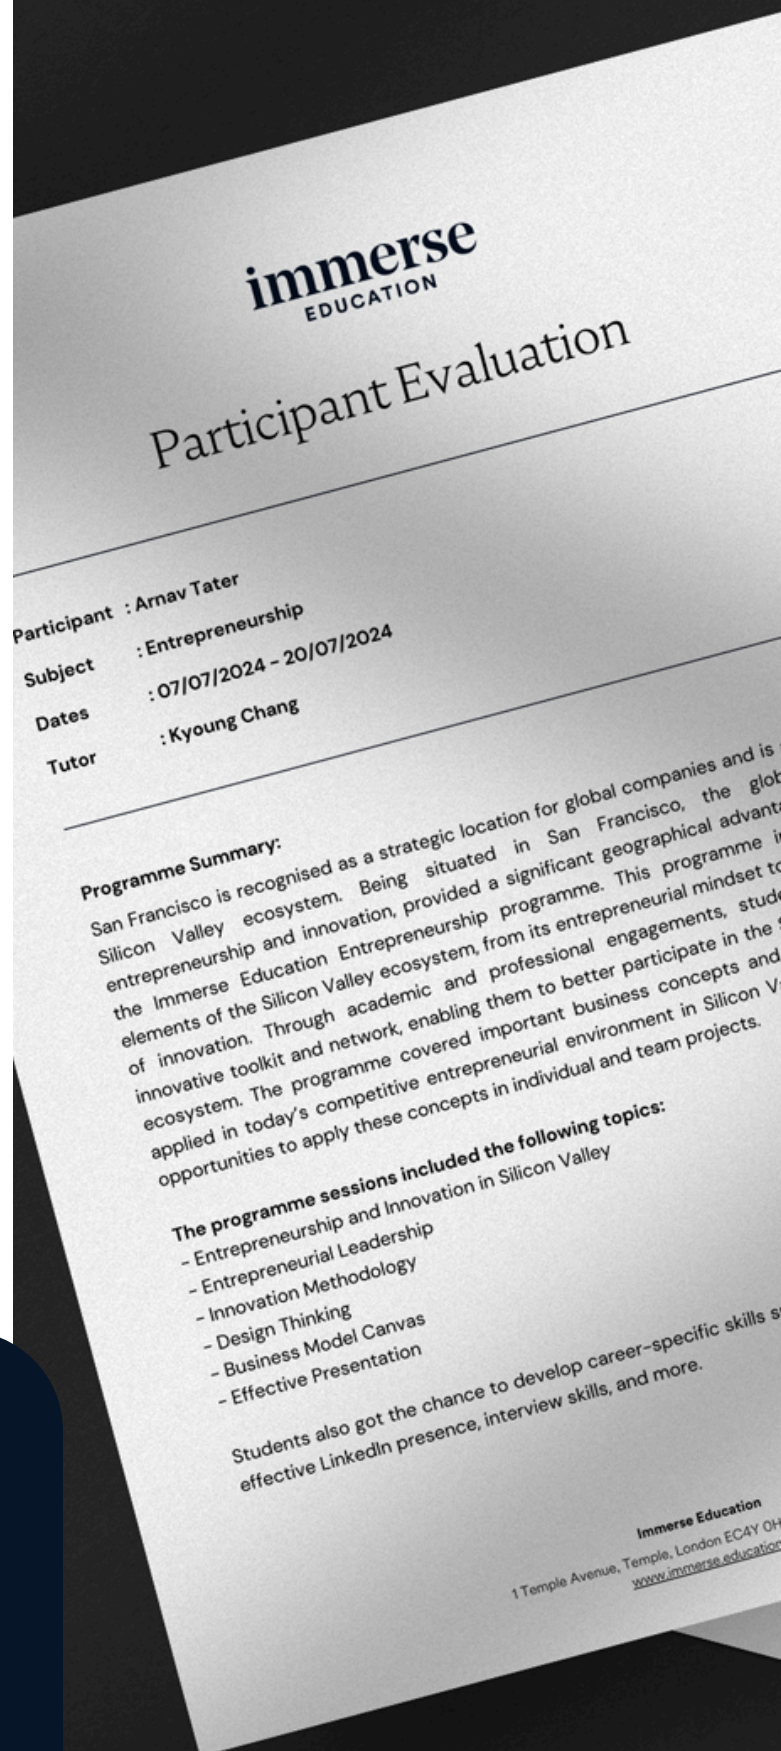 immerse
EDUCATION
Participant Evaluation
Participant : Arnav Tater
Subject : Entrepreneurship
Dates : 07/07/2024 - 20/07/2024
Tutor : Kyoung Chang
Programme Summary:
San Francisco is recognised as a strategic location for global companies and is
Silicon Valley ecosystem. Being situated in San Francisco, the
entrepreneurship and innovation, provided a significant geographical
the Immerse Education Entrepreneurship programme. This programme
elements of the Silicon Valley ecosystem, from its entrepreneurial mindset to
of innovation. Through academic and professional engagements,
innovative toolkit and network, enabling them to better participate in the
ecosystem. The programme covered important business concepts and
applied in today's competitive entrepreneurial environment in Silicon
opportunities to apply these concepts in individual and team projects.
The programme sessions included the following topics:
- Entrepreneurship and Innovation in Silicon Valley
- Entrepreneurial Leadership
- Innovation Methodology
- Design Thinking
- Business Model Canvas
- Effective Presentation
Students also got the chance to develop career-specific skills
effective LinkedIn presence, interview skills, and more.
Immerse Education
1 Temple Avenue, Temple, London EC4Y
www.immerse.education